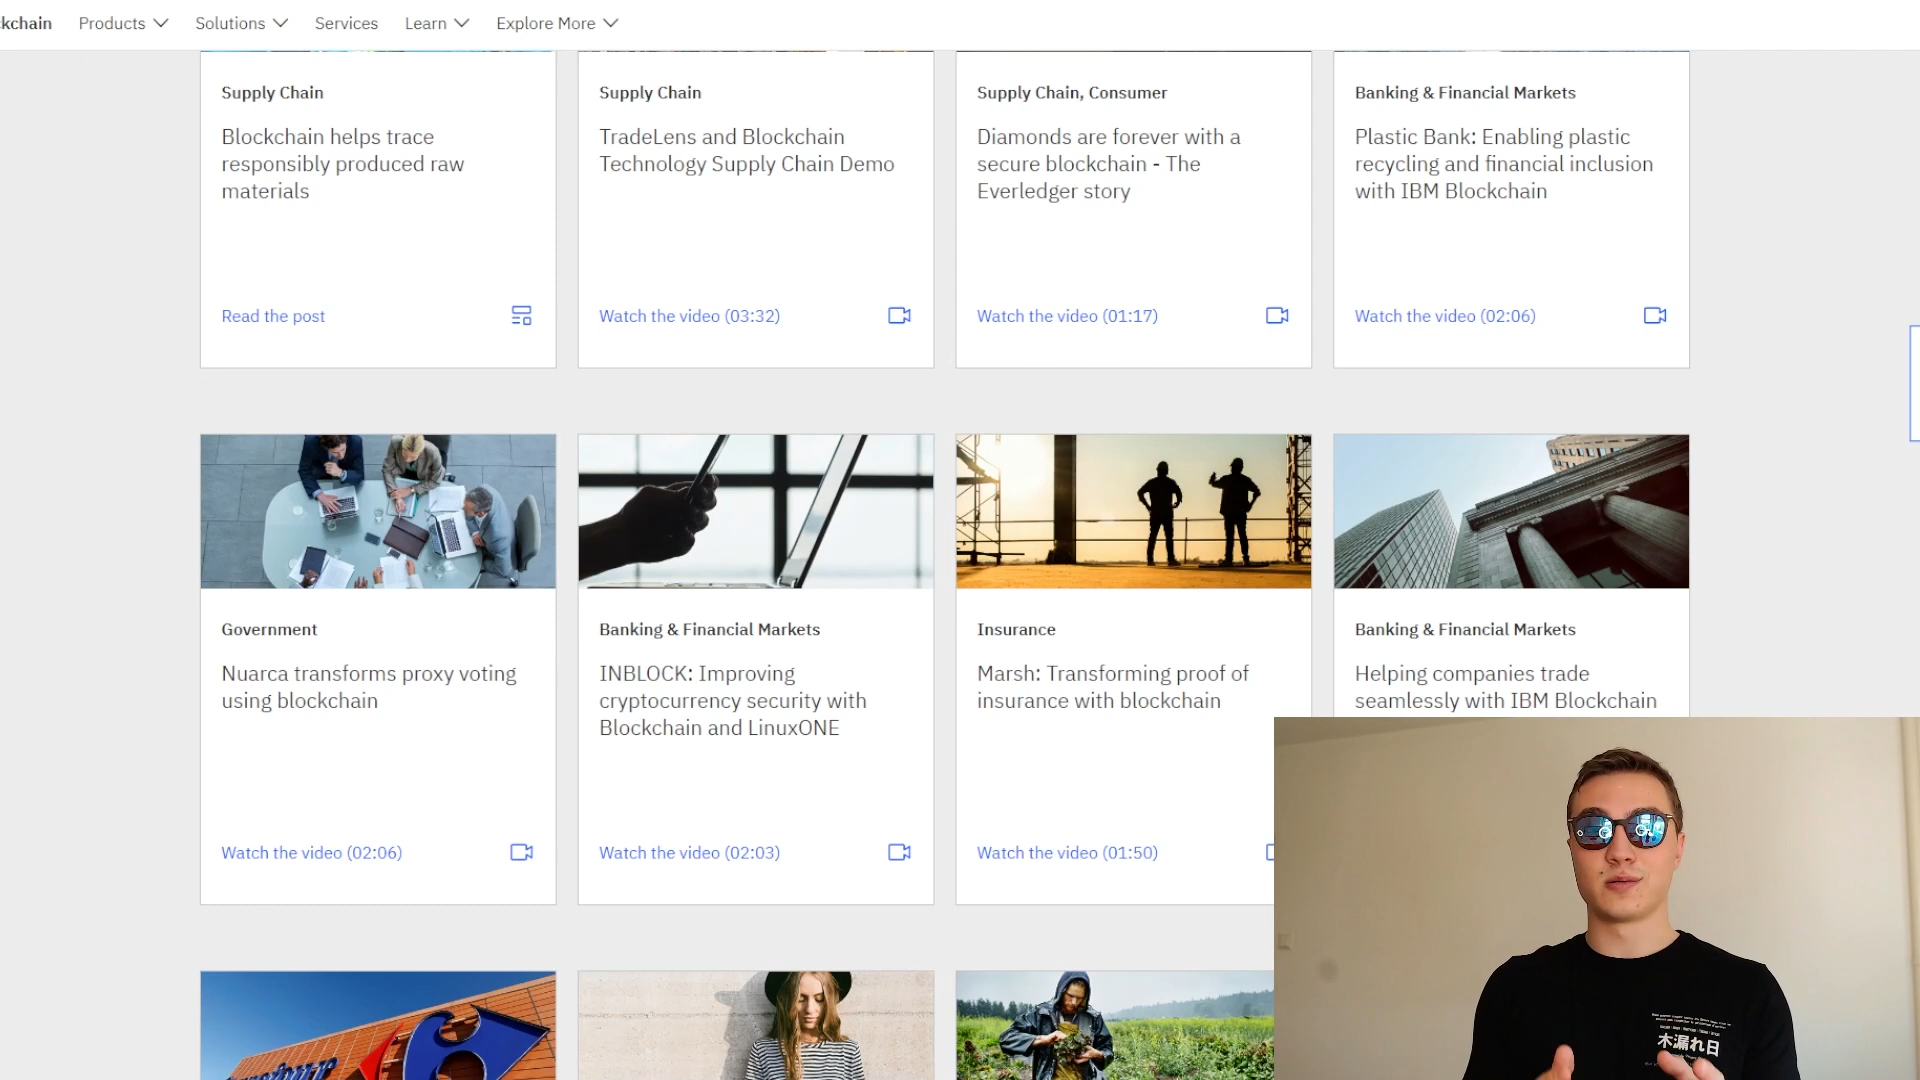 kchain Products Solutions Services Learn Explore More
Supply Chain
Blockchain helps trace
responsibly produced raw
materials
Read the post
Supply Chain
TradeLens and Blockchain
Technology Supply Chain Demo
Watch the video (03:32)
Supply Chain, Consumer
Diamonds are forever with a
secure blockchain - The
Everledger story
Watch the video (01:17)
Banking & Financial Markets
Plastic Bank: Enabling plastic
recycling and financial inclusion
with IBM Blockchain
Watch the video (02:06)
Government
Nuarca transforms proxy voting
using blockchain
Watch the video (02:06)
Banking & Financial Markets
INBLOCK: Improving
cryptocurrency security with
Blockchain and LinuxONE
Watch the video (02:03)
Insurance
Marsh: Transforming proof of
insurance with blockchain
Watch the video (01:50)
Banking & Financial Markets
Helping companies trade
seamlessly with IBM Blockchain
木漏れ日